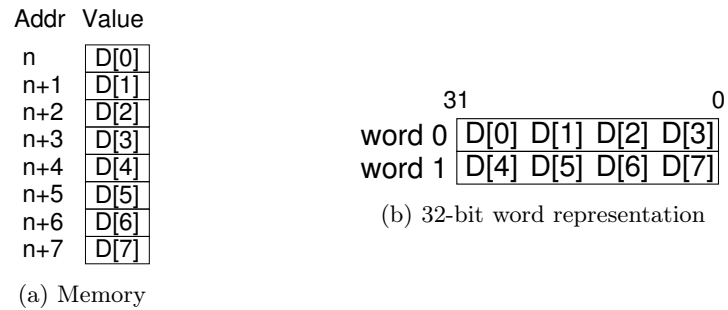 Addr Value
n D[0]
n+1 D[1]
n+2 D[2]
n+3 D[3]
n+4 D[4]
n+5 D[5]
n+6 D[6]
n+7 D[7]
(a) Memory
31 0
word 0 D[0] D[1] D[2] D[3]
word 1 D[4] D[5] D[6] D[7]
(b) 32-bit word representation